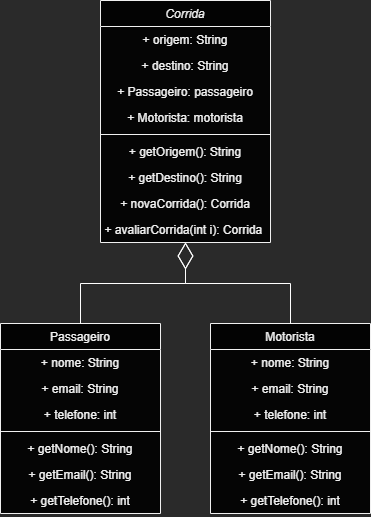 Corrida
+ origem: String
+ destino: String
+ Passageiro: passageiro
+ Motorista: motorista
+ getOrigem(): String
+ getDestino(): String
+ novaCorrida(): Corrida
+ avaliarCorrida(int i): Corrida
Passageiro
+ nome: String
+ email: String
+ telefone: int
+ getNome(): String
+ getEmail(): String
+ getTelefone(): int
Motorista
+ nome: String
+ email: String
+ telefone: int
+ getNome(): String
+ getEmail(): String
+ getTelefone(): int